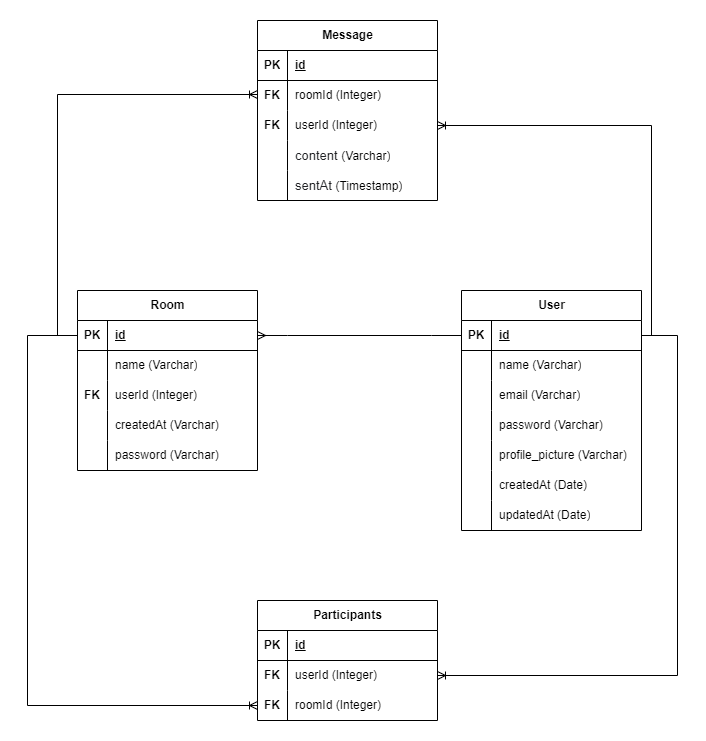 Message
PK id
FK roomId (Integer)
FK userId (Integer)
content (Varchar)
sentAt (Timestamp)
Room
PK id
name (Varchar)
FK userId (Integer)
createdAt (Varchar)
password (Varchar)
User
PK id
name (Varchar)
email (Varchar)
password (Varchar)
profile_picture (Varchar)
createdAt (Date)
updatedAt (Date)
Participants
PK id
FK userId (Integer)
FK roomId (Integer)